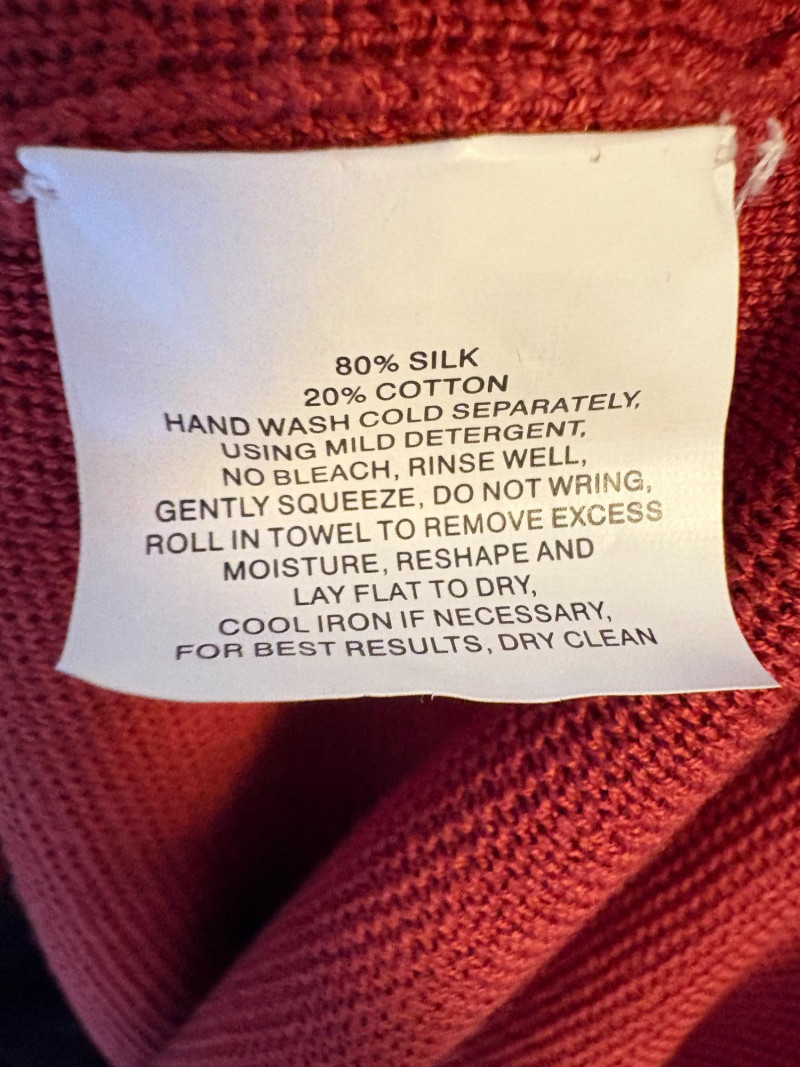 80% SILK
20% COTTON
HAND WASH COLD SEPARATELY,
USING MILD DETERGENT,
NO BLEACH, RINSE WELL,
GENTLY SQUEEZE, DO NOT WRING,
ROLL IN TOWEL TO REMOVE EXCESS
MOISTURE, RESHAPE AND
LAY FLAT TO DRY,
COOL IRON IF NECESSARY,
FOR BEST RESULTS, DRY CLEAN